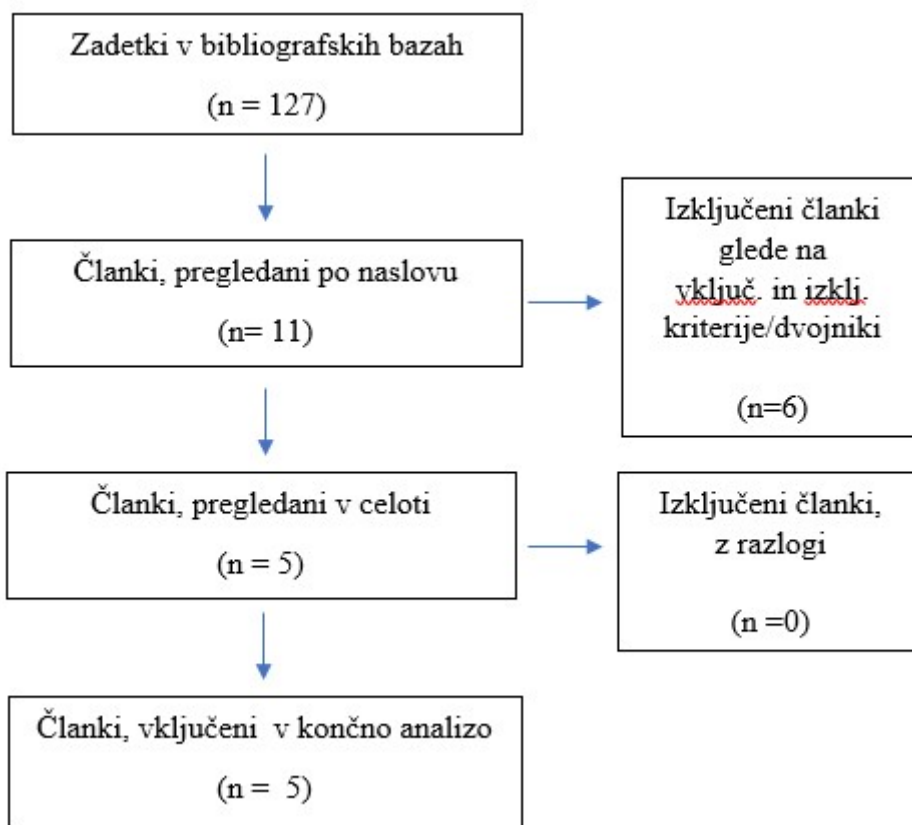 Zadetki v bibliografskih bazah
(n = 127)
Članki, pregledani po naslovu
(n= 11)
Izključeni članki
glede na
vključ. in izklj.
kriterije/dvojniki
(n=6)
Članki, pregledani v celoti
(n = 5)
Izključeni članki,
z razlogi
(n =0)
Članki, vključeni  v končno analizo
(n =  5)